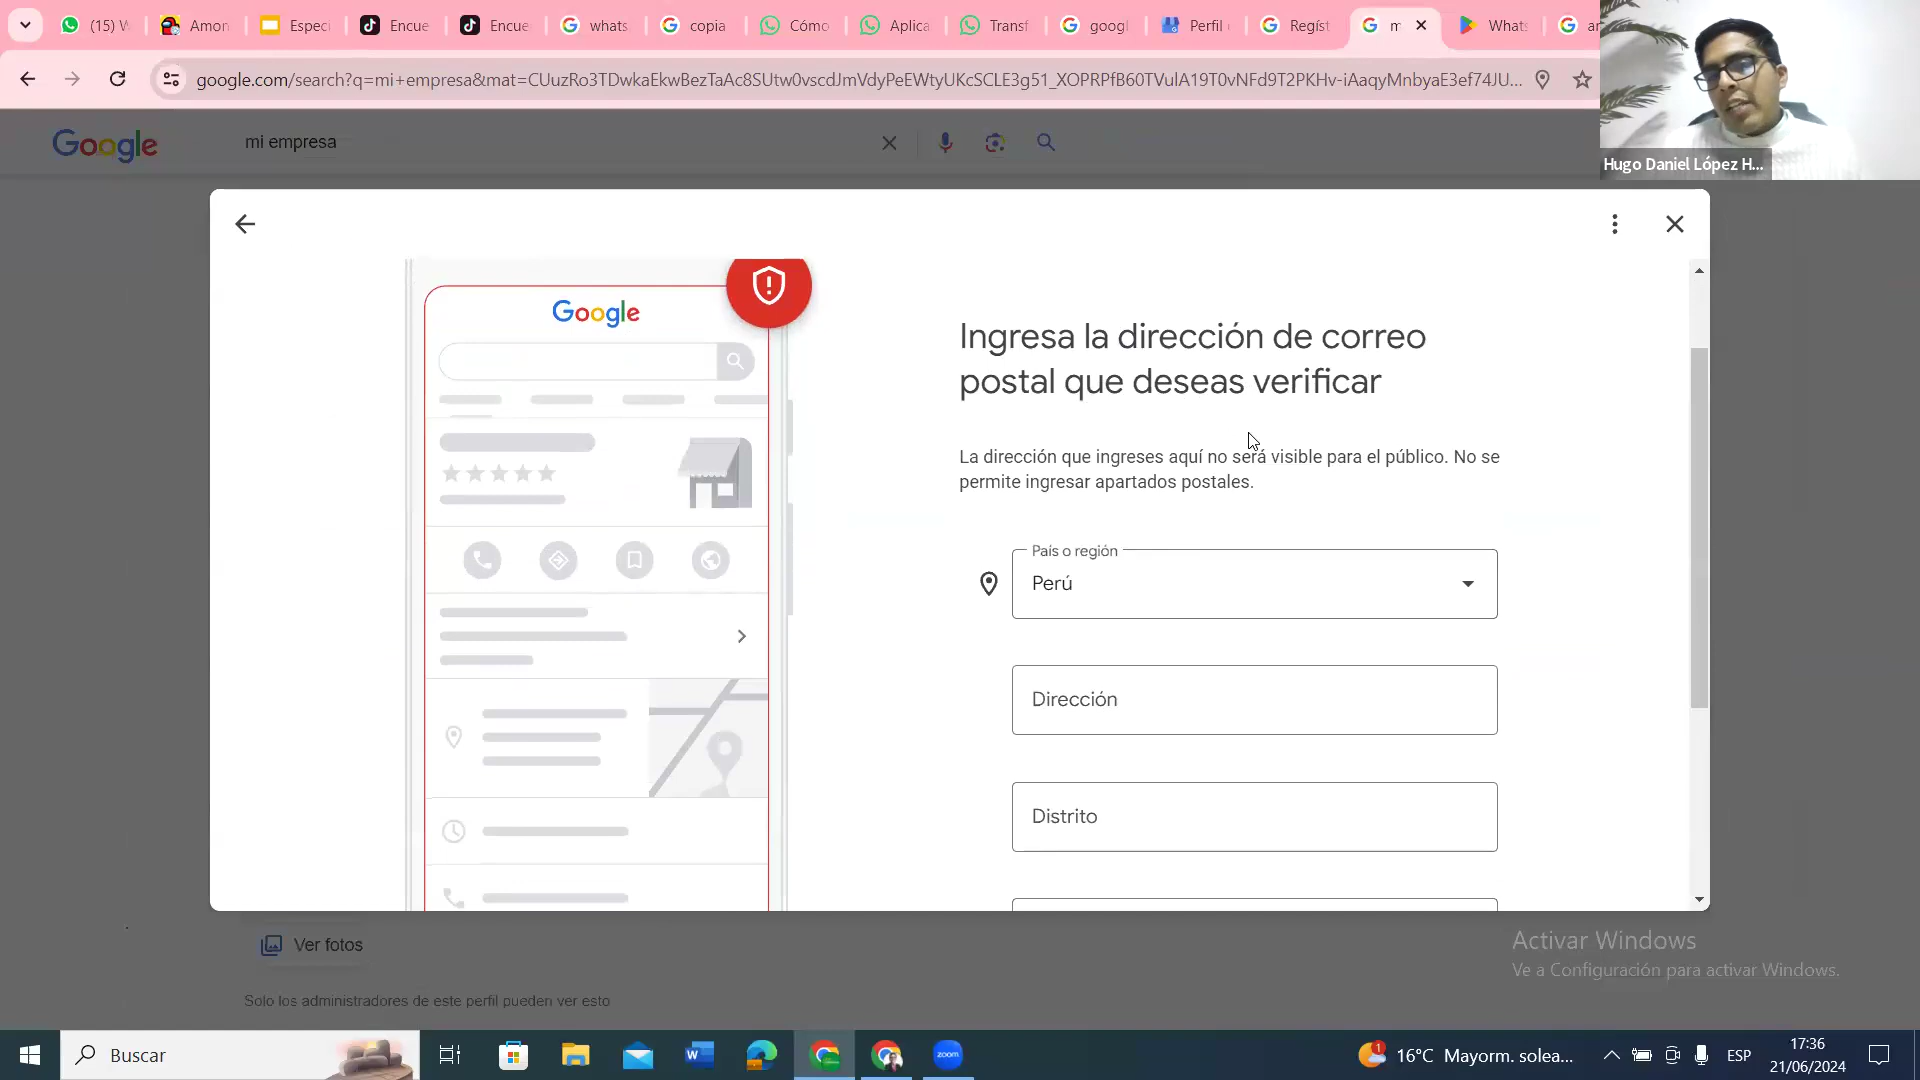 (15) W
Amon
Especi
Encue
Encue
whats
copia
Cómo
Aplica
Transf
googl
Perfil
Regíst
m
Whats
ar
google.com/search?q=mi+empresa&mat=CUuzRo3TDwkaEkwBezTaAc8SUtw0vscdJmVdyPeEWtyUKcSCLE3g51_XOPRPfB60TVulA19T0vNFd9T2PKHv-iAaqyMnbyaE3ef74JU...
Hugo Daniel López H...
Google
mi empresa
Google
Ingresa la dirección de correo
postal que deseas verificar
La dirección que ingreses aquí no será visible para el público. No se
permite ingresar apartados postales.
País o región
Perú
Dirección
Distrito
Ver fotos
Solo los administradores de este perfil pueden ver esto
Activar Windows
Ve a Configuración para activar Windows.
Buscar
W
zoom
1
16°C Mayorm. solea...
ESP
17:36
21/06/2024